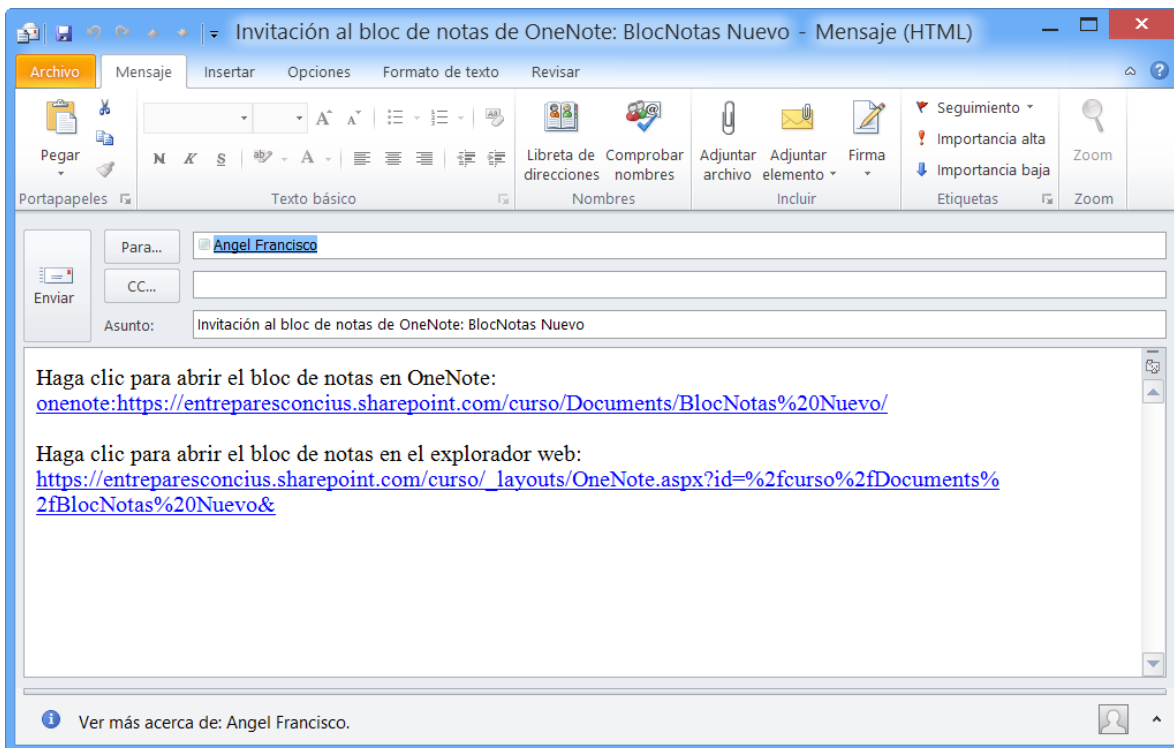 Invitación al bloc de notas de OneNote: BlocNotas Nuevo - Mensaje (HTML)
Archivo Mensaje Insertar Opciones Formato de texto Revisar
Pegar
N K S
A A
ab A
Libreta de direcciones
Comprobar nombres
Adjuntar archivo
Adjuntar elemento
Firma
Seguimiento
Importancia alta
Importancia baja
Zoom
Portapapeles Texto básico Nombres Incluir Etiquetas Zoom
Enviar
Para... Angel Francisco
CC...
Asunto: Invitación al bloc de notas de OneNote: BlocNotas Nuevo
Haga clic para abrir el bloc de notas en OneNote:
onenote:https://entreparesconcius.sharepoint.com/curso/Documents/BlocNotas%20Nuevo/
Haga clic para abrir el bloc de notas en el explorador web:
https://entreparesconcius.sharepoint.com/curso/_layouts/OneNote.aspx?id=%2fcurso%2fDocuments%
2fBlocNotas%20Nuevo&
Ver más acerca de: Angel Francisco.